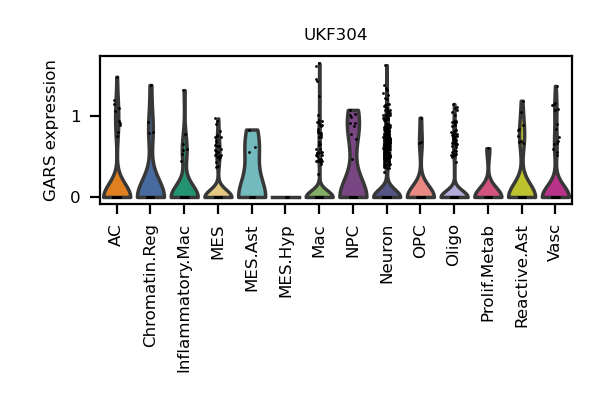 UKF304
GARS expression
1
0
AC
Chromatin.Reg
Inflammatory.Mac
MES
MES.Ast
MES.Hyp
Mac
NPC
Neuron
OPC
Oligo
Prolif.Metab
Reactive.Ast
Vasc